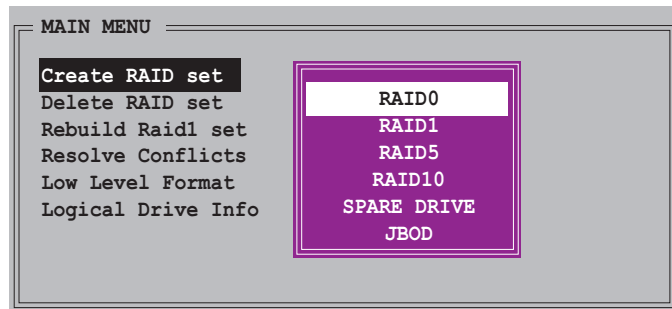 MAIN MENU
Create RAID set
Delete RAID set
Rebuild Raid1 set
Resolve Conflicts
Low Level Format
Logical Drive Info
RAID0
RAID1
RAID5
RAID10
SPARE DRIVE
JBOD